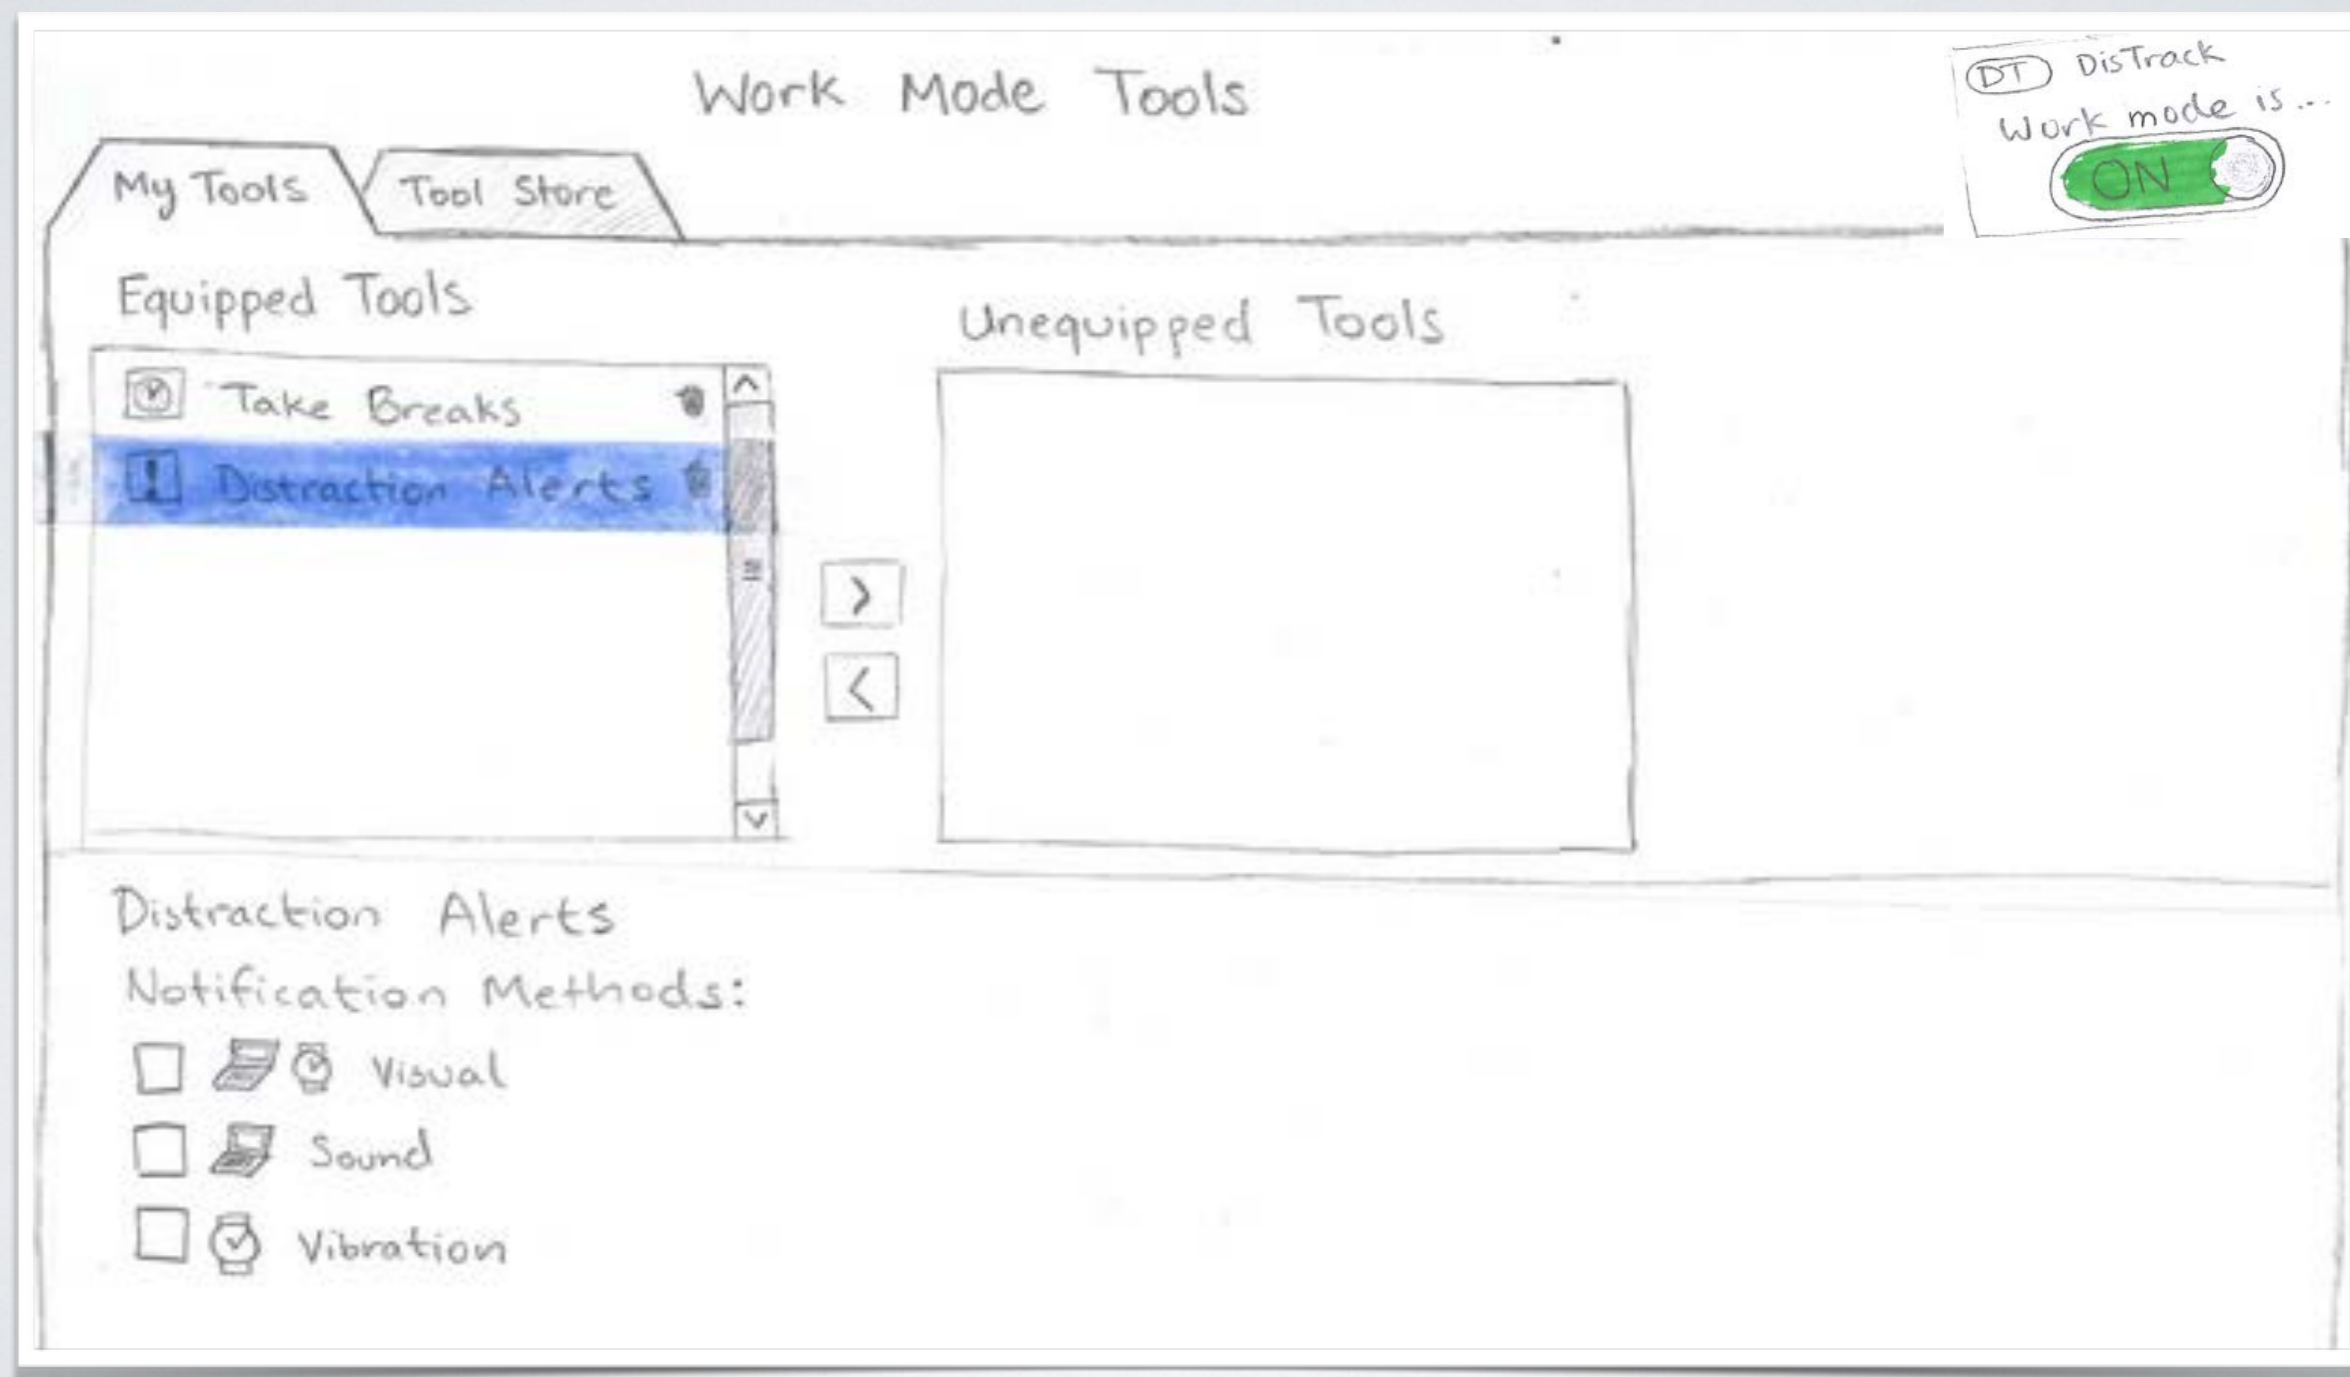 Work Mode Tools
DT DisTrack
Work mode is...
ON
My Tools
Tool Store
Equipped Tools
Unequipped Tools
Take Breaks
! Distraction Alerts
>
<
Distraction Alerts
Notification Methods:
Visual
Sound
Vibration